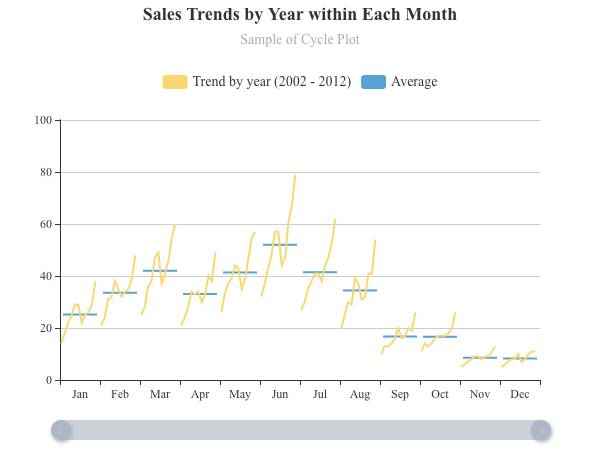 Sales Trends by Year within Each Month
Sample of Cycle Plot
Trend by year (2002 - 2012) Average
100
80
60
40
20
0
Jan Feb Mar Apr May Jun Jul Aug Sep Oct Nov Dec